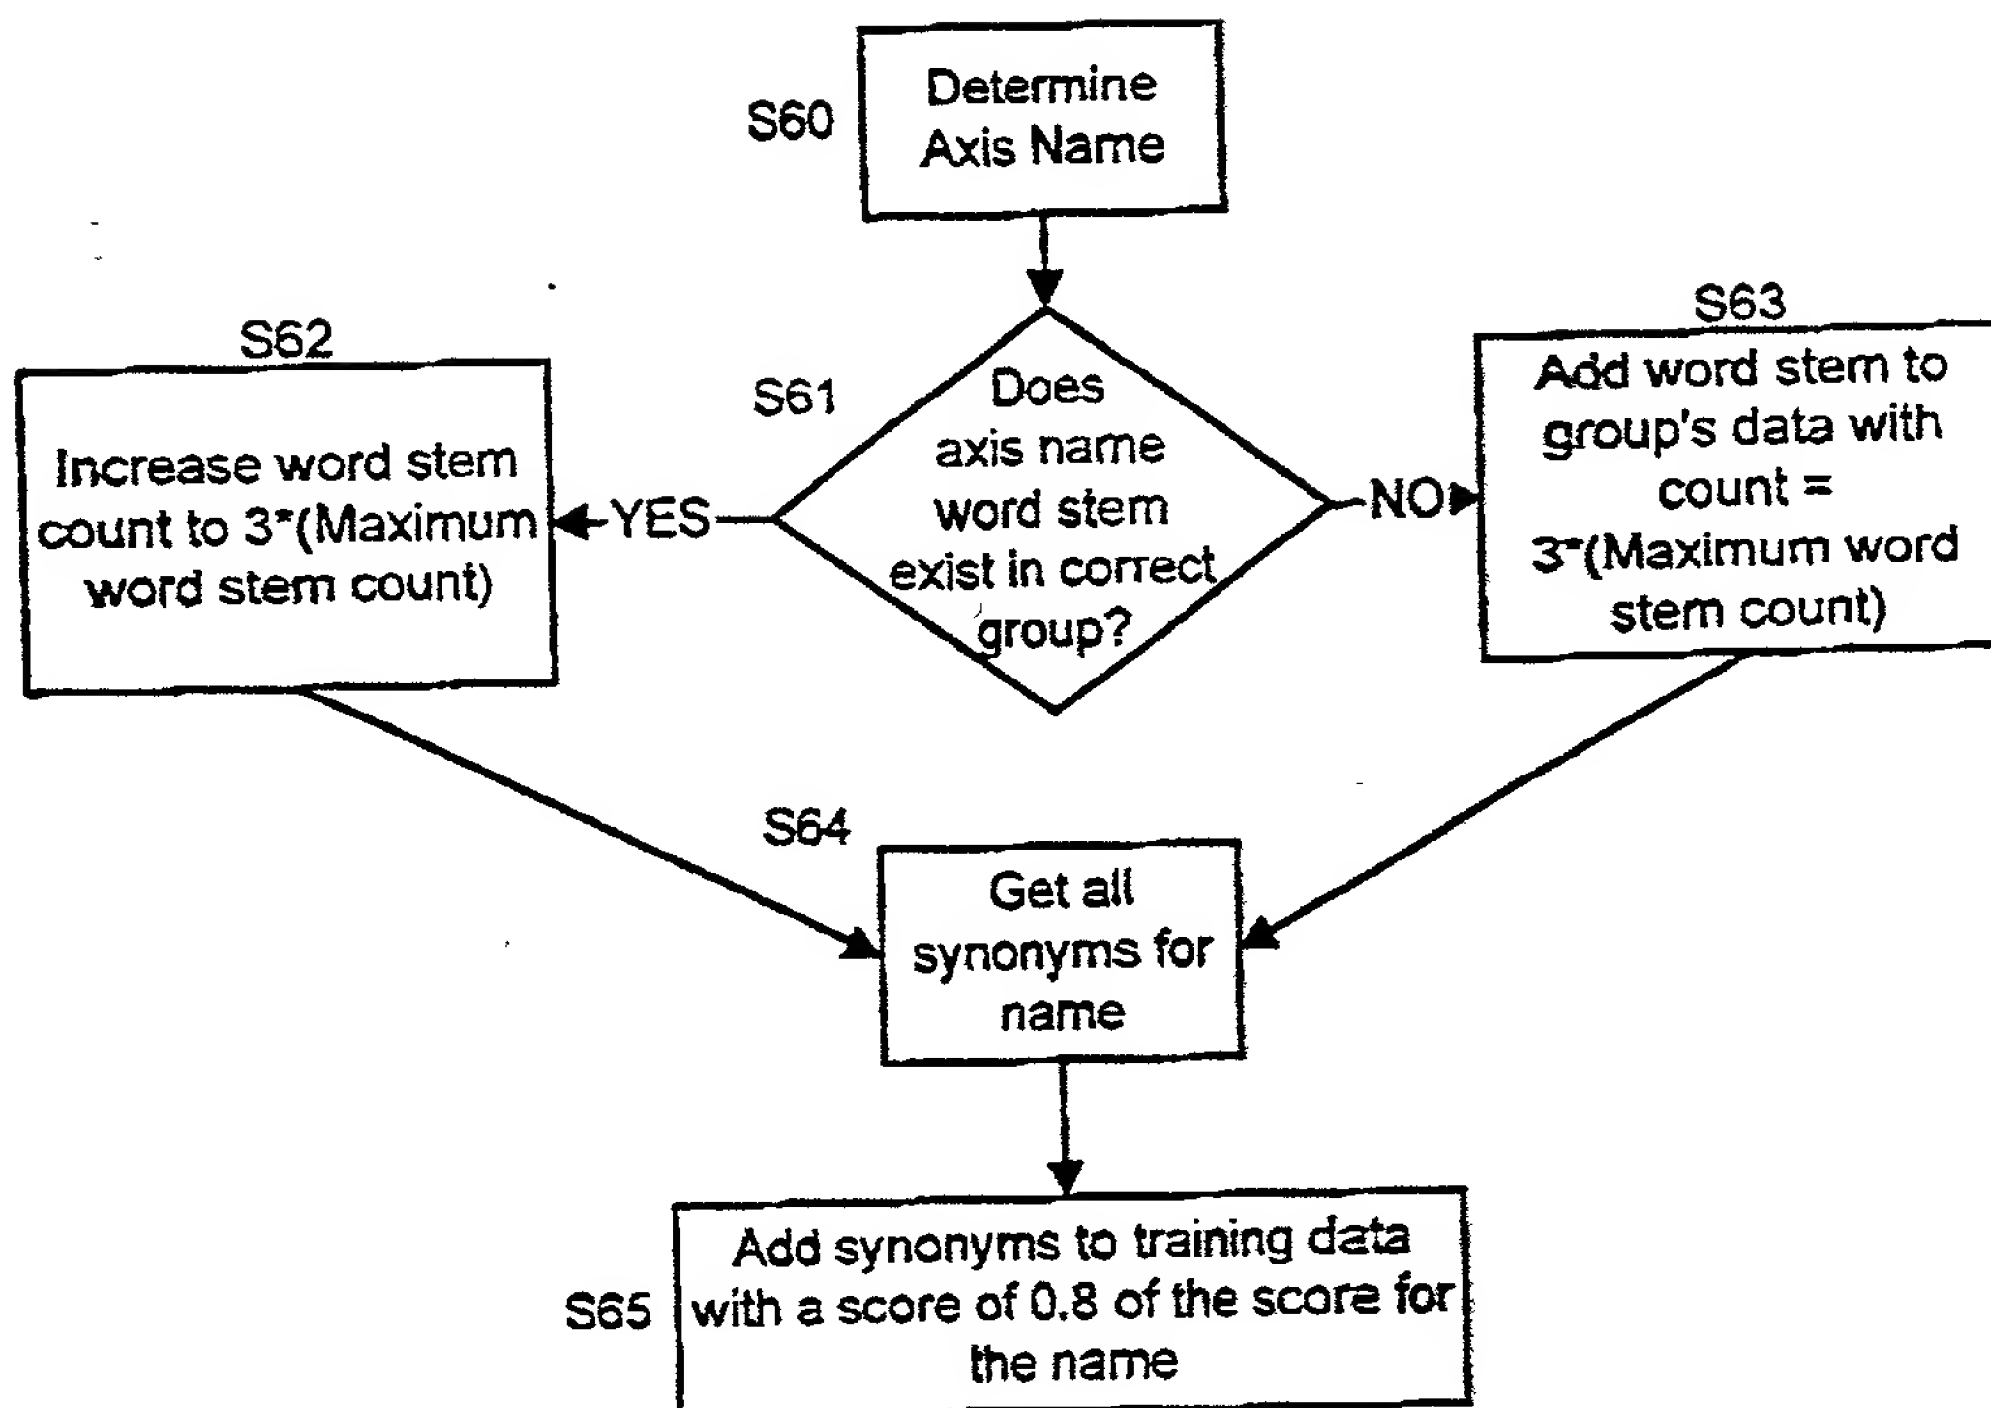 S60
Determine
Axis Name
S61
Does
axis name
word stem
exist in correct
group?
YES
NO
S62
Increase word stem
count to 3*(Maximum
word stem count)
S63
Add word stem to
group's data with
count =
3*(Maximum word
stem count)
S64
Get all
synonyms for
name
S65
Add synonyms to training data
with a score of 0.8 of the score for
the name